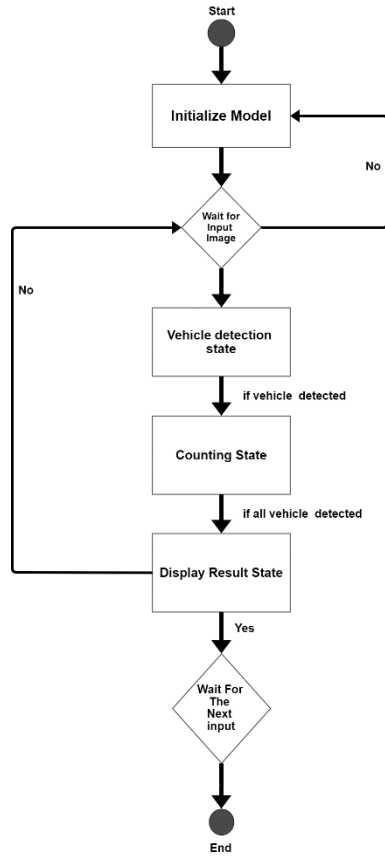 Start
Initialize Model
No
Wait for
Input
Image
No
Vehicle detection
state
if vehicle detected
Counting State
if all vehicle detected
Display Result State
Yes
Wait For
The
Next
input
End